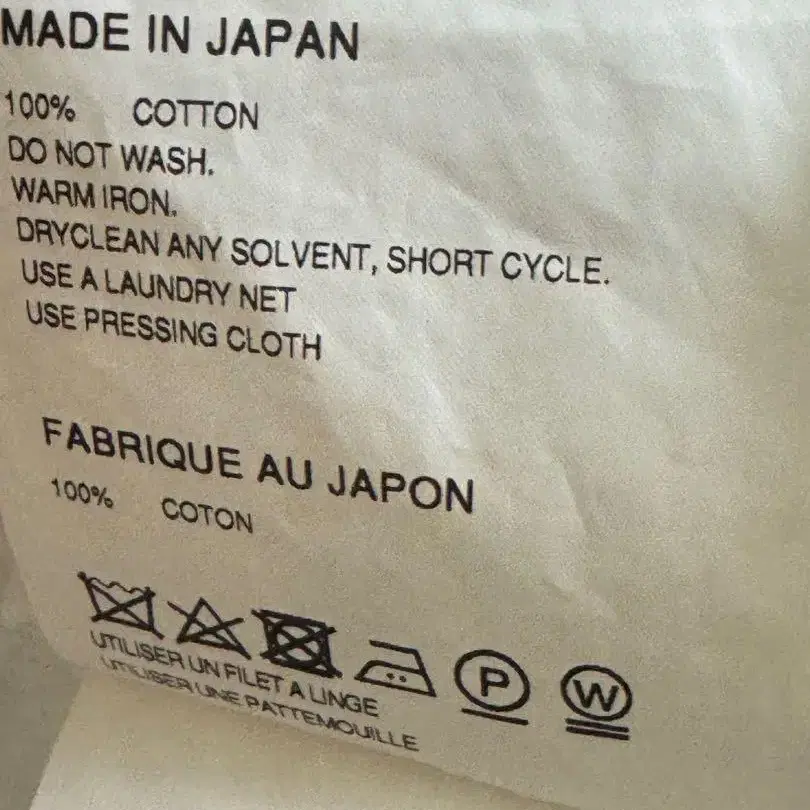 MADE IN JAPAN
100% COTTON
DO NOT WASH.
WARM IRON.
DRYCLEAN ANY SOLVENT, SHORT CYCLE.
USE A LAUNDRY NET
USE PRESSING CLOTH
FABRIQUE AU JAPON
100% COTON
P W
UTILISER UN FILET A LINGE
UTILISER UNE PATTEMOUILLE